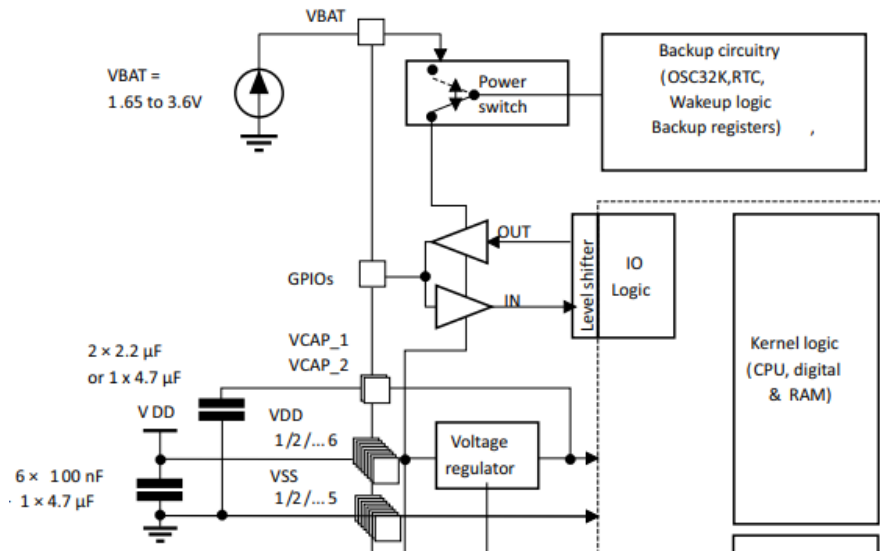 VBAT
VBAT =
1.65 to 3.6V
Power
switch
Backup circuitry
(OSC32K,RTC,
Wakeup logic
Backup registers) ,
OUT
GPIOs
IN
Level shifter
IO
Logic
Kernel logic
(CPU, digital
& RAM)
VCAP_1
VCAP_2
2 × 2.2 µF
or 1 x 4.7 µF
V DD
VDD
1/2/... 6
Voltage
regulator
6 × 100 nF
· 1 × 4.7 µF
VSS
1/2/... 5